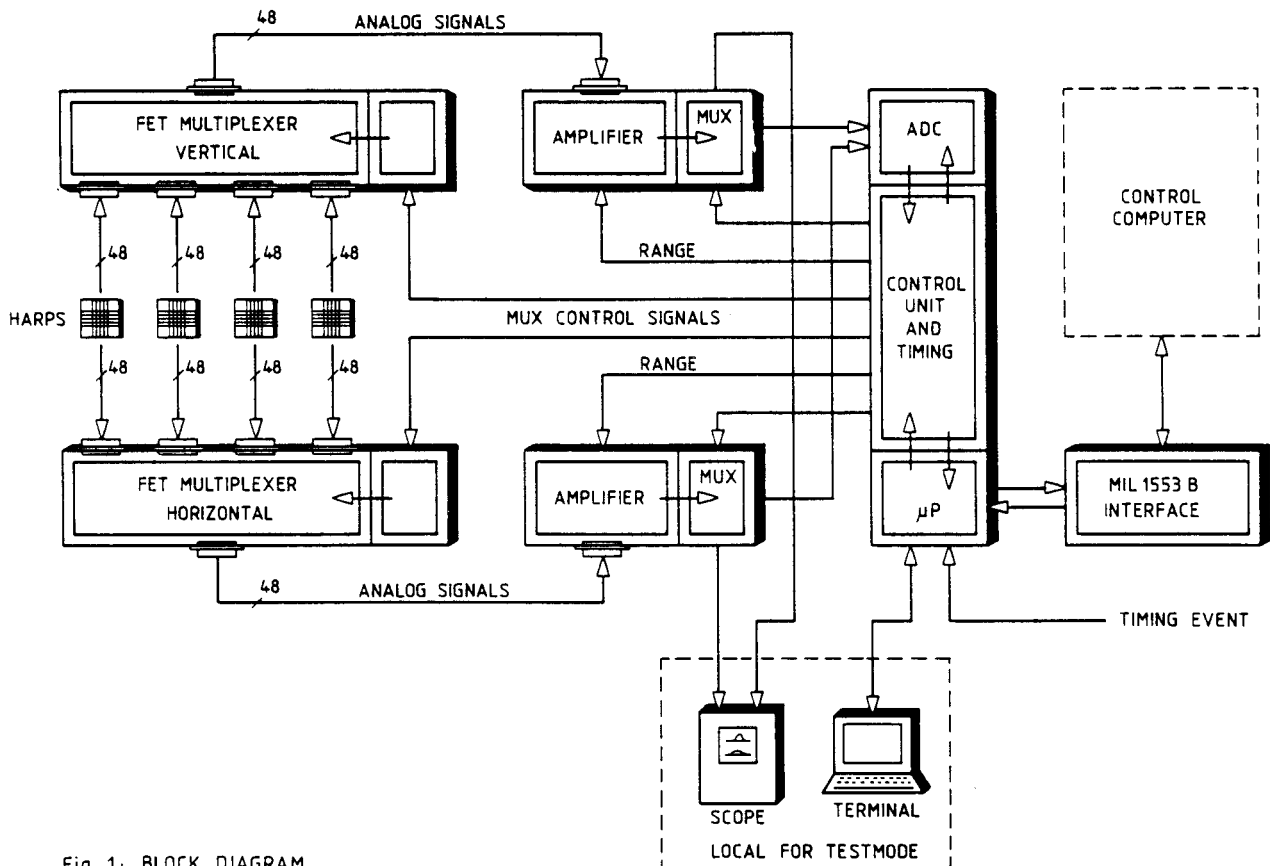 48
ANALOG SIGNALS
FET MULTIPLEXER
VERTICAL
AMPLIFIER
MUX
ADC
CONTROL
COMPUTER
48
48
48
48
RANGE
CONTROL
UNIT
AND
TIMING
HARPS
MUX CONTROL SIGNALS
48
48
48
48
RANGE
FET MULTIPLEXER
HORIZONTAL
AMPLIFIER
MUX
μP
MIL 1553 B
INTERFACE
48
ANALOG SIGNALS
TIMING EVENT
SCOPE
TERMINAL
LOCAL FOR TESTMODE
Fig. 1: BLOCK DIAGRAM